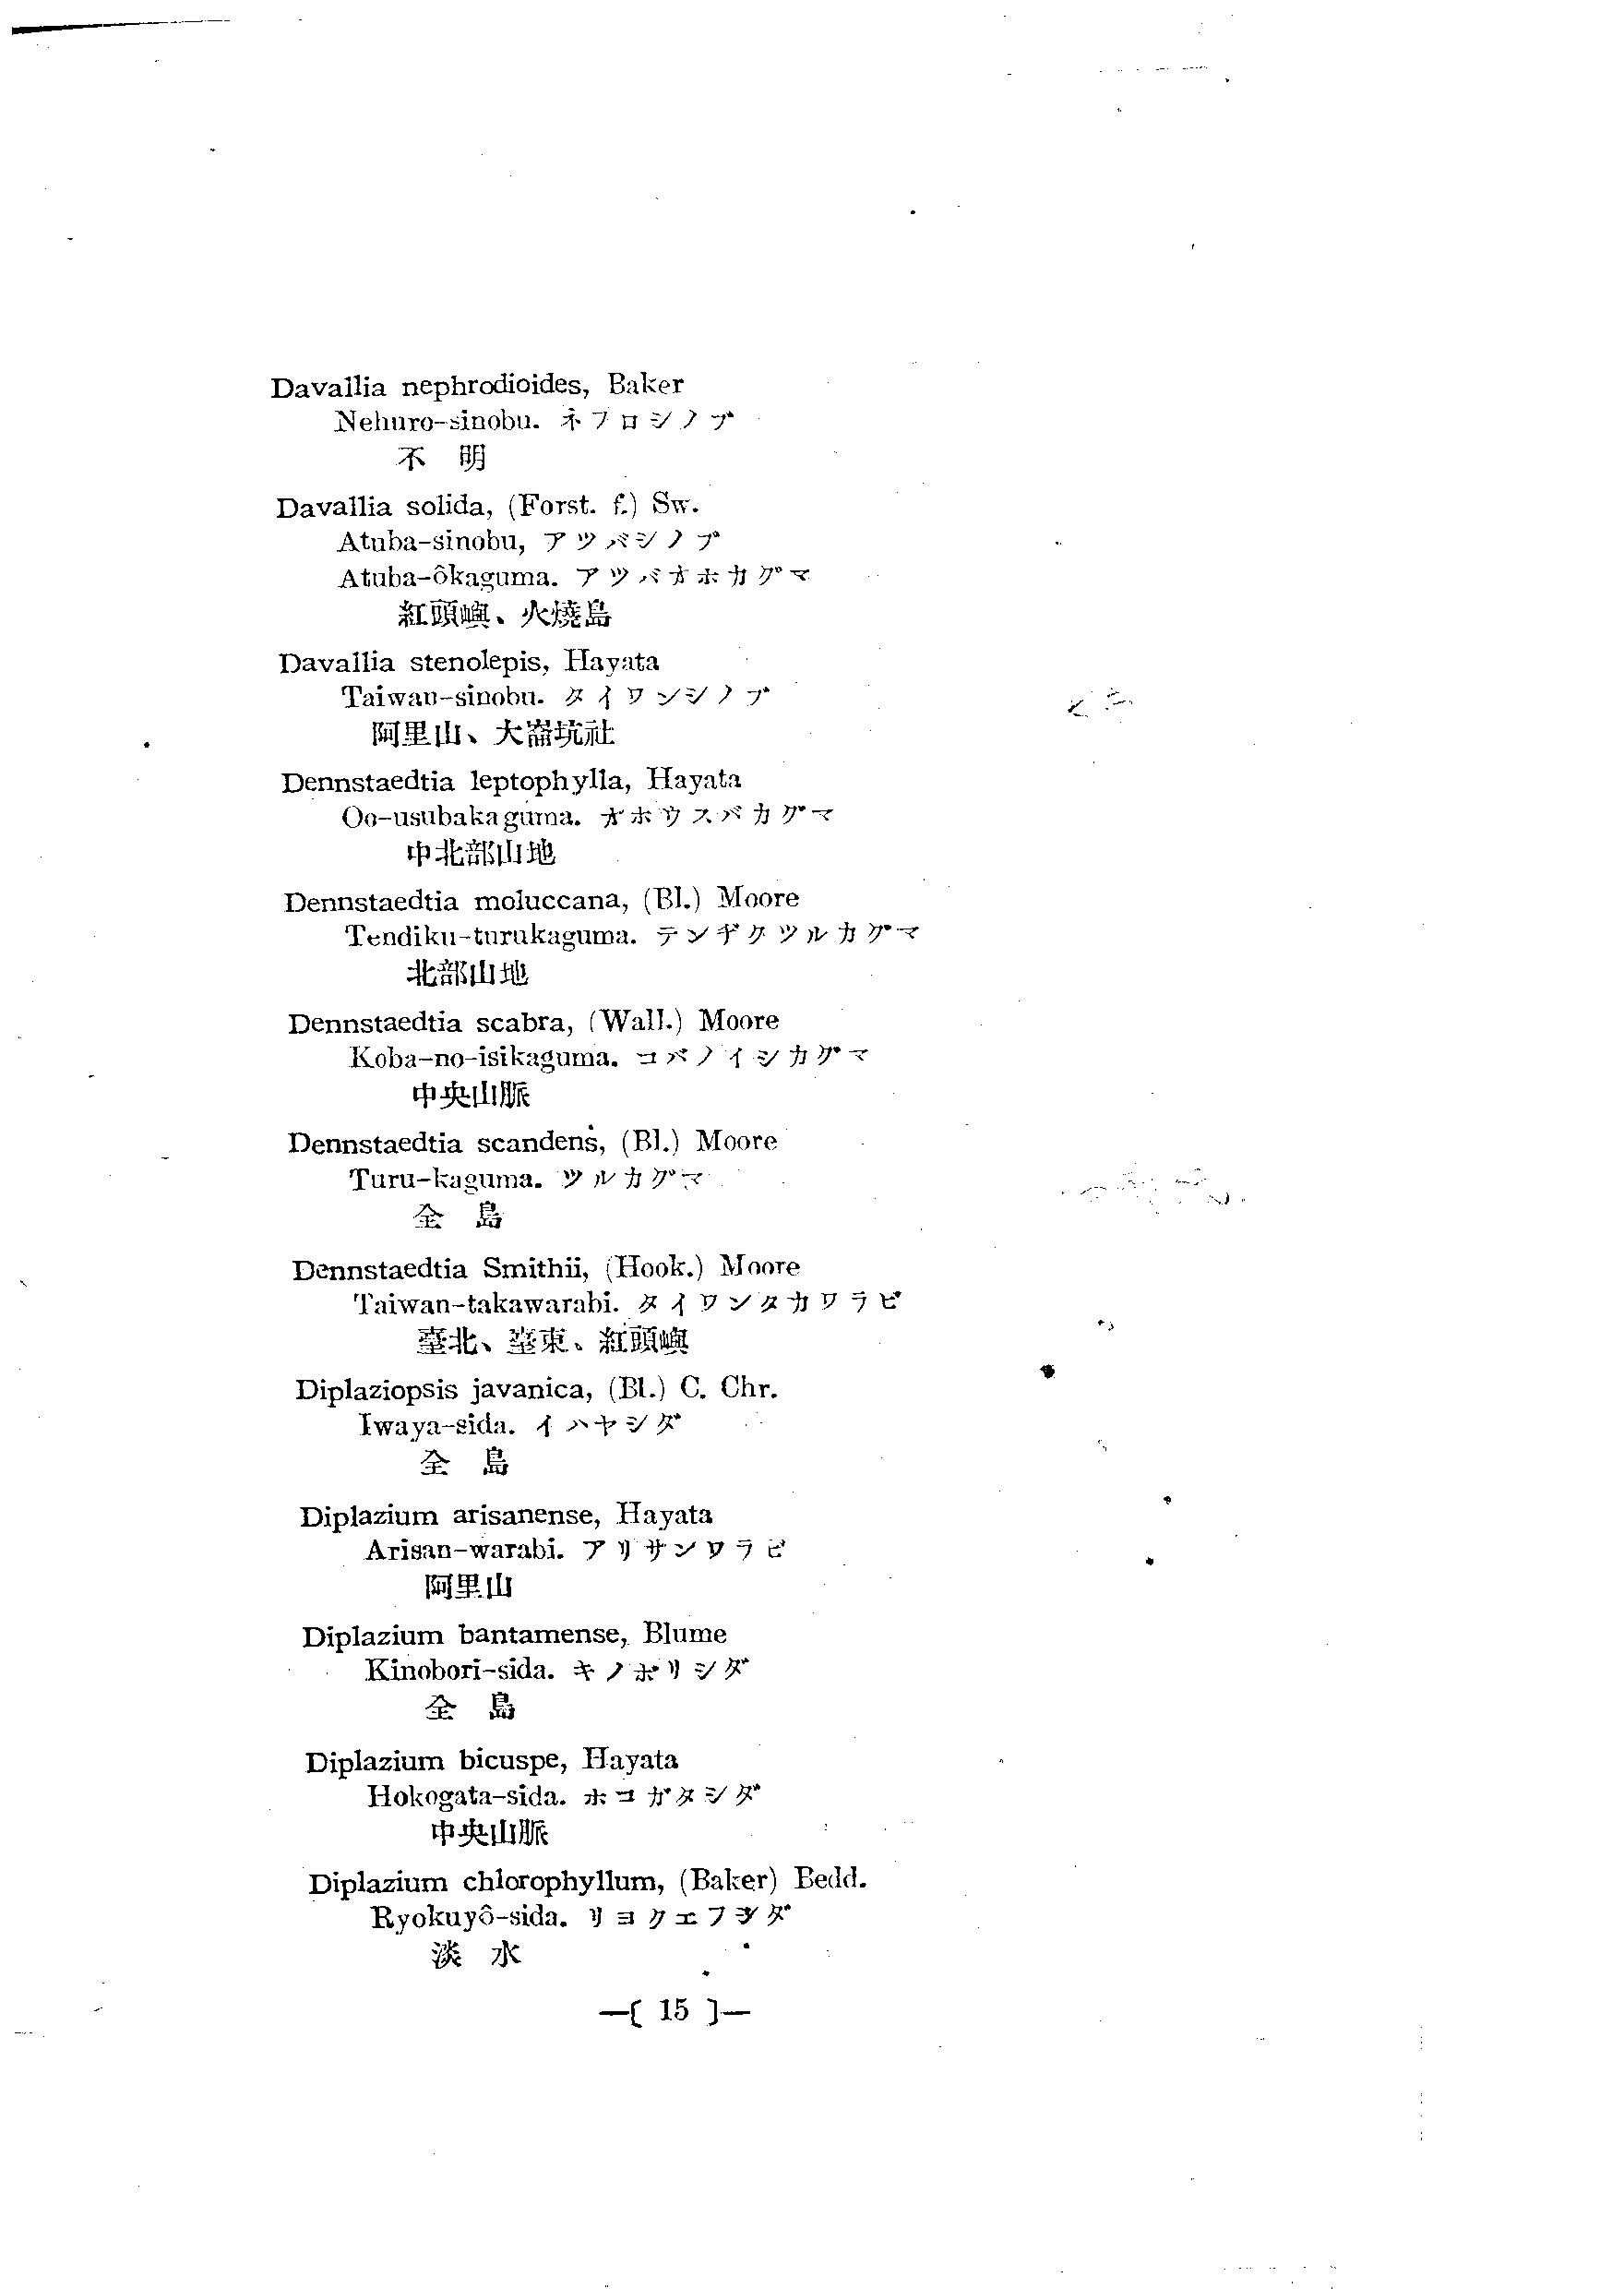 Davallia nephrodioides, Baker
Nehuro-sinobu. ネフロシノブ
不 明
Davallia solida, (Forst. f.) Sw.
Atuba-sinobu, アツバシノブ
Atuba-ôkaguma. アツバオホカグマ
紅頭嶼、火燒島
Davallia stenolepis, Hayata
Taiwan-sinobu. タイワンシノブ
阿里山、大嵙坑社
Dennstaedtia leptophylla, Hayata
Oo-usubakaguma. オホウスバカグマ
中北部山地
Dennstaedtia moluccana, (Bl.) Moore
Tendiku-turukaguma. テンヂクツルカグマ
北部山地
Dennstaedtia scabra, (Wall.) Moore
Koba-no-isikaguma. コバノイシカグマ
中央山脈
Dennstaedtia scandens, (Bl.) Moore
Turu-kaguma. ツルカグマ
全 島
Dennstaedtia Smithii, (Hook.) Moore
Taiwan-takawarabi. タイワンタカワラビ
臺北、臺東、紅頭嶼
Diplaziopsis javanica, (Bl.) C. Chr.
Iwaya-sida. イハヤシダ
全 島
Diplazium arisanense, Hayata
Arisan-warabi. アリサンワラビ
阿里山
Diplazium bantamense, Blume
Kinobori-sida. キノボリシダ
全 島
Diplazium bicuspe, Hayata
Hokogata-sida. ホコガタシダ
中央山脈
Diplazium chlorophyllum, (Baker) Bedd.
Ryokuyô-sida. リヨクエフシダ
淡 水
—[ 15 ]—